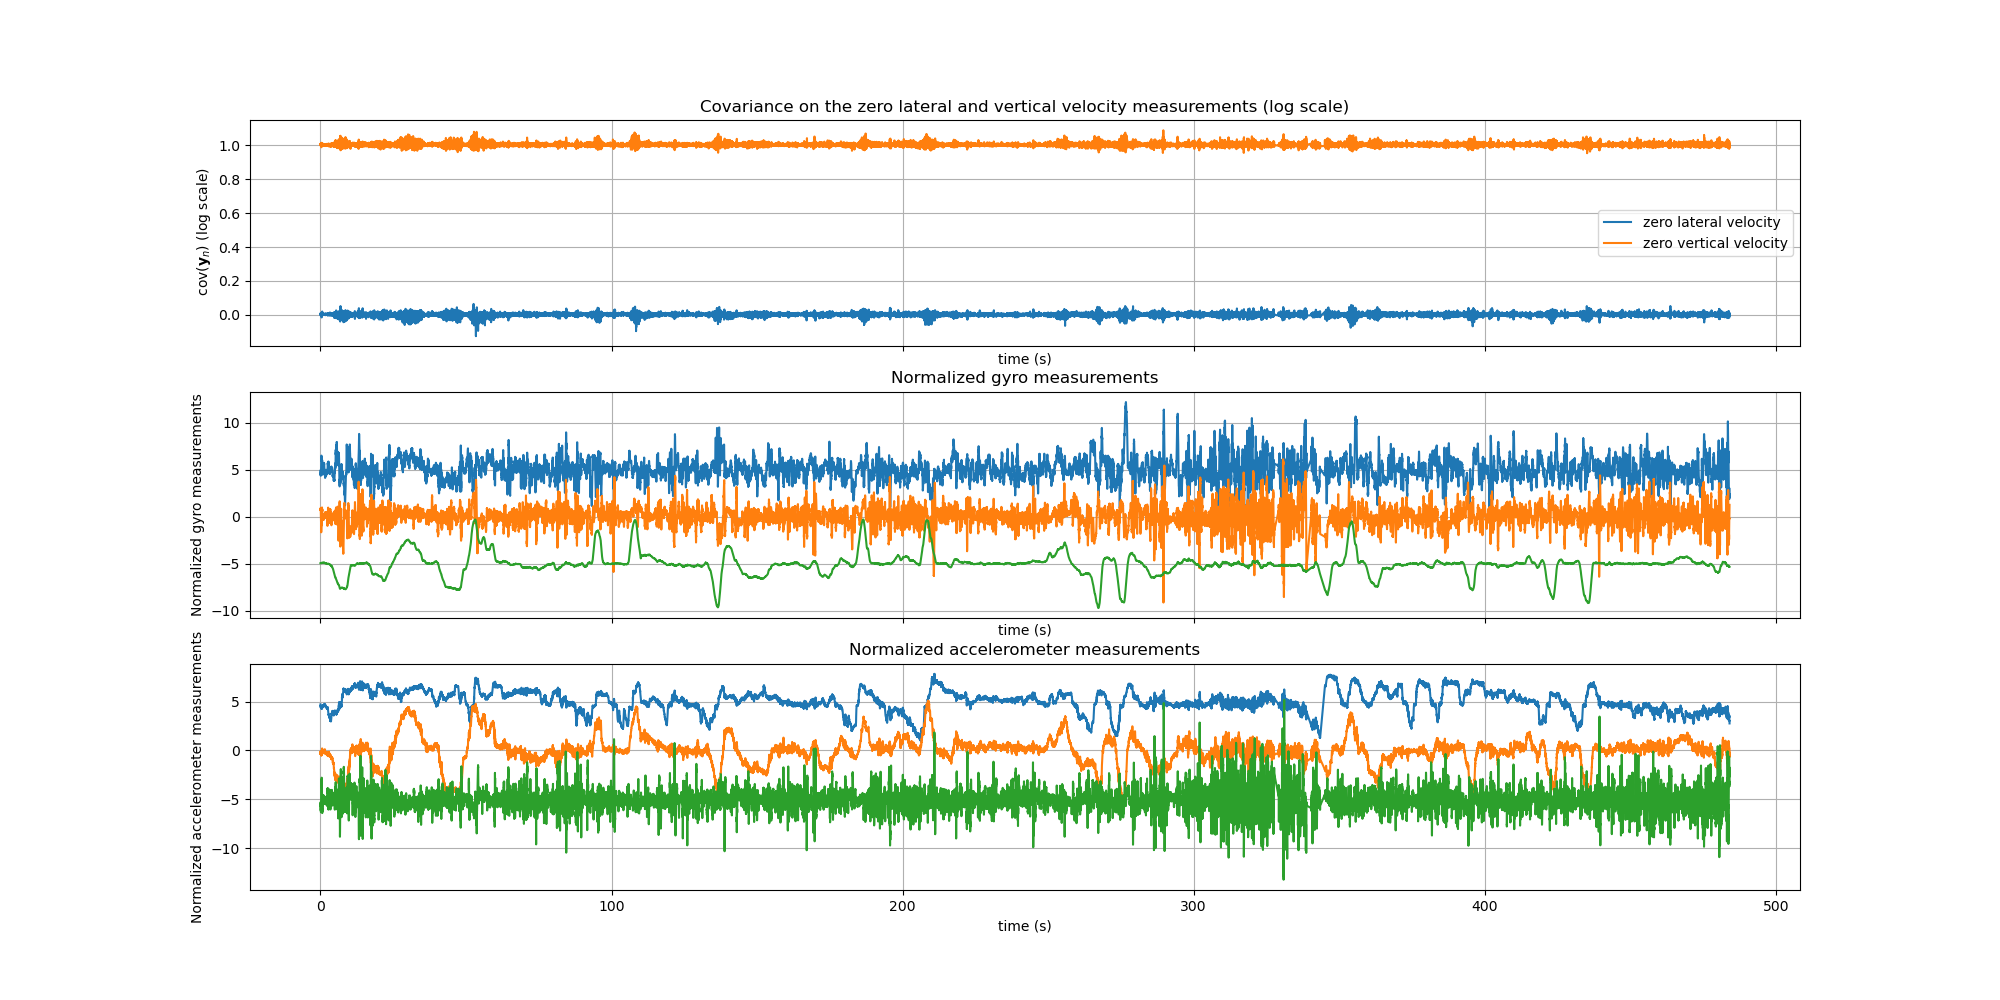 Covariance on the zero lateral and vertical velocity measurements (log scale)
cov(yₙ) (log scale)
1.0
0.8
0.6
0.4
0.2
0.0
zero lateral velocity
zero vertical velocity
time (s)
Normalized gyro measurements
Normalized gyro measurements
10
5
0
−5
−10
time (s)
Normalized accelerometer measurements
Normalized accelerometer measurements
5
0
−5
−10
0 100 200 300 400 500
time (s)